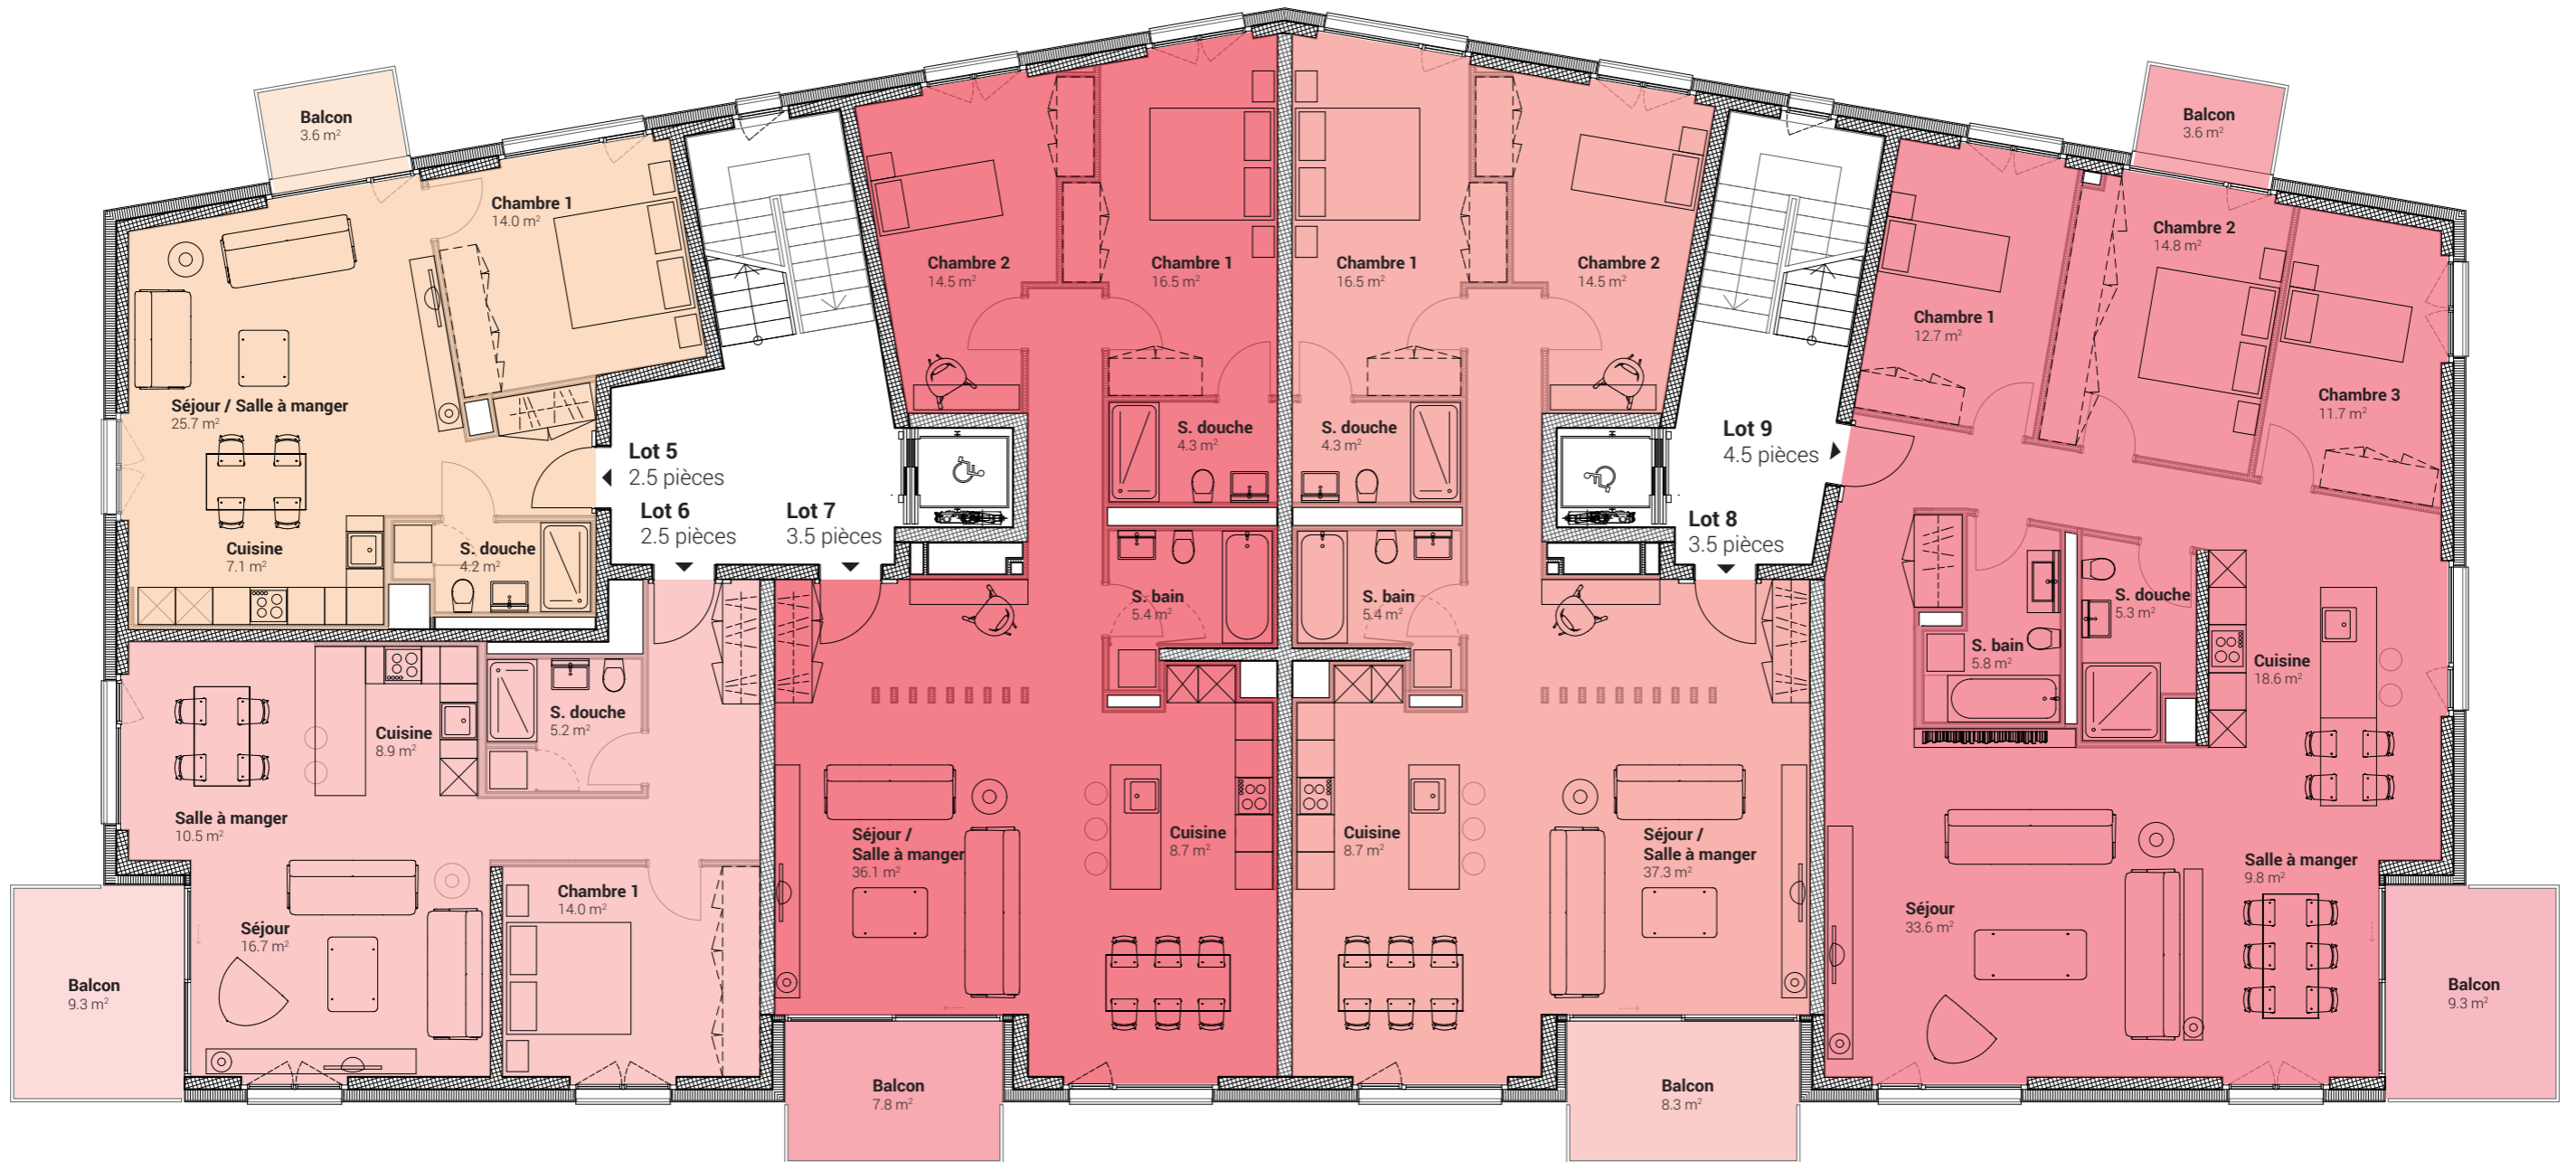 Balcon
3.6 m²
Chambre 1
14.0 m²
Séjour / Salle à manger
25.7 m²
Cuisine
7.1 m²
S. douche
4.2 m²
Lot 5
2.5 pièces
Lot 6
2.5 pièces
Lot 7
3.5 pièces
Chambre 2
14.5 m²
Chambre 1
16.5 m²
S. douche
4.3 m²
S. bain
5.4 m²
Chambre 1
16.5 m²
Chambre 2
14.5 m²
S. douche
4.3 m²
S. bain
5.4 m²
Lot 9
4.5 pièces
Lot 8
3.5 pièces
Balcon
3.6 m²
Chambre 1
12.7 m²
Chambre 2
14.8 m²
Chambre 3
11.7 m²
S. douche
5.3 m²
S. bain
5.8 m²
Cuisine
18.6 m²
Cuisine
8.9 m²
S. douche
5.2 m²
Salle à manger
10.5 m²
Séjour
16.7 m²
Chambre 1
14.0 m²
Balcon
9.3 m²
Séjour /
Salle à manger
36.1 m²
Cuisine
8.7 m²
Balcon
7.8 m²
Cuisine
8.7 m²
Séjour /
Salle à manger
37.3 m²
Balcon
8.3 m²
Séjour
33.6 m²
Salle à manger
9.8 m²
Balcon
9.3 m²